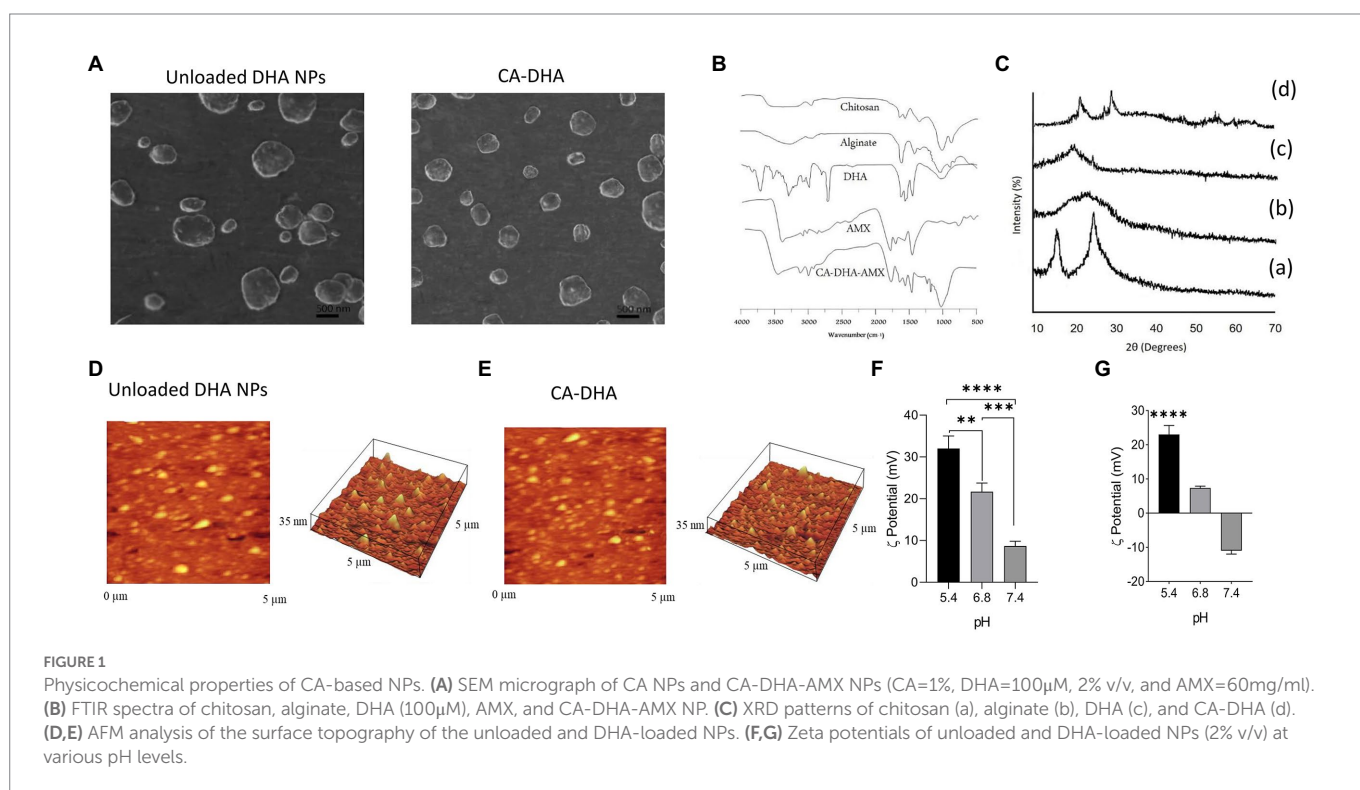 A
Unloaded DHA NPs
CA-DHA
500 nm
500 nm
B
Chitosan
Alginate
DHA
AMX
CA-DHA-AMX
4000 3500 3000 2500 2000 1500 1000 500
Wavenumber (cm⁻¹)
C
(d)
(c)
(b)
(a)
Intensity (%)
10 20 30 40 50 60 70
2θ (Degrees)
D
Unloaded DHA NPs
0 μm 5 μm
35 nm
5 μm
5 μm
E
CA-DHA
0 μm 5 μm
35 nm
5 μm
5 μm
F
****
***
**
40
30
20
10
0
ζ Potential (mV)
5.4 6.8 7.4
pH
G
****
30
20
10
0
-10
-20
ζ Potential (mV)
5.4 6.8 7.4
pH
FIGURE 1
Physicochemical properties of CA-based NPs. (A) SEM micrograph of CA NPs and CA-DHA-AMX NPs (CA=1%, DHA=100μM, 2% v/v, and AMX=60mg/ml).
(B) FTIR spectra of chitosan, alginate, DHA (100μM), AMX, and CA-DHA-AMX NP. (C) XRD patterns of chitosan (a), alginate (b), DHA (c), and CA-DHA (d).
(D,E) AFM analysis of the surface topography of the unloaded and DHA-loaded NPs. (F,G) Zeta potentials of unloaded and DHA-loaded NPs (2% v/v) at
various pH levels.